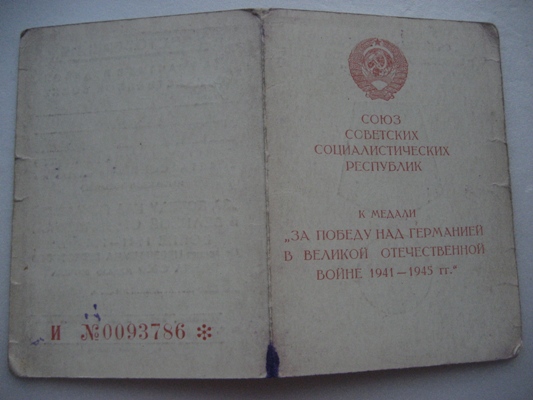 СОЮЗ
СОВЕТСКИХ
СОЦИАЛИСТИЧЕСКИХ
РЕСПУБЛИК
К МЕДАЛИ
„ЗА ПОБЕДУ НАД ГЕРМАНИЕЙ
В ВЕЛИКОЙ ОТЕЧЕСТВЕННОЙ
ВОЙНЕ 1941—1945 гг."
И №0093786 *